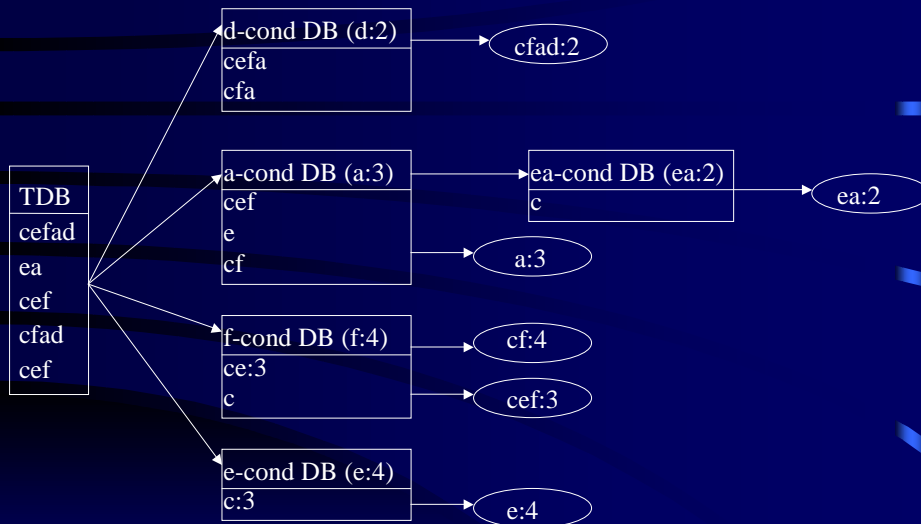 TDB
cefad
ea
cef
cfad
cef
d-cond DB (d:2)
cefa
cfa
cfad:2
a-cond DB (a:3)
cef
e
cf
ea-cond DB (ea:2)
c
ea:2
a:3
f-cond DB (f:4)
ce:3
c
cf:4
cef:3
e-cond DB (e:4)
c:3
e:4